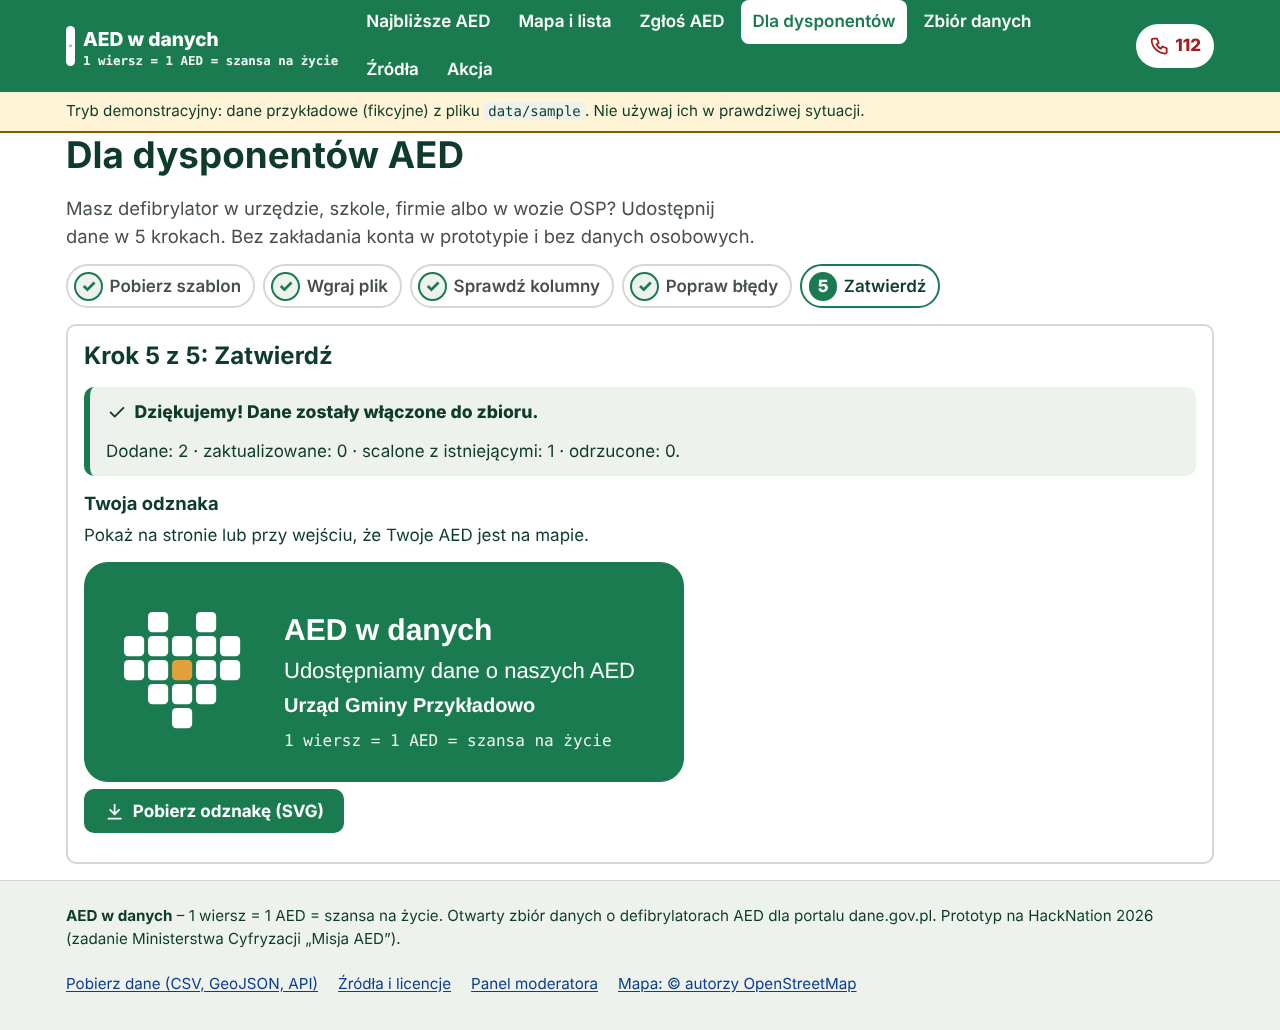 AED w danych
1 wiersz = 1 AED = szansa na życie
Najbliższe AED
Mapa i lista
Zgłoś AED
Dla dysponentów
Zbiór danych
Źródła
Akcja
112
Tryb demonstracyjny: dane przykładowe (fikcyjne) z pliku data/sample. Nie używaj ich w prawdziwej sytuacji.
Dla dysponentów AED
Masz defibrylator w urzędzie, szkole, firmie albo w wozie OSP? Udostępnij
dane w 5 krokach. Bez zakładania konta w prototypie i bez danych osobowych.
Pobierz szablon
Wgraj plik
Sprawdź kolumny
Popraw błędy
5 Zatwierdź
Krok 5 z 5: Zatwierdź
Dziękujemy! Dane zostały włączone do zbioru.
Dodane: 2 · zaktualizowane: 0 · scalone z istniejącymi: 1 · odrzucone: 0.
Twoja odznaka
Pokaż na stronie lub przy wejściu, że Twoje AED jest na mapie.
AED w danych
Udostępniamy dane o naszych AED
Urząd Gminy Przykładowo
1 wiersz = 1 AED = szansa na życie
Pobierz odznakę (SVG)
AED w danych – 1 wiersz = 1 AED = szansa na życie. Otwarty zbiór danych o defibrylatorach AED dla portalu dane.gov.pl. Prototyp na HackNation 2026
(zadanie Ministerstwa Cyfryzacji „Misja AED”).
Pobierz dane (CSV, GeoJSON, API)
Źródła i licencje
Panel moderatora
Mapa: © autorzy OpenStreetMap